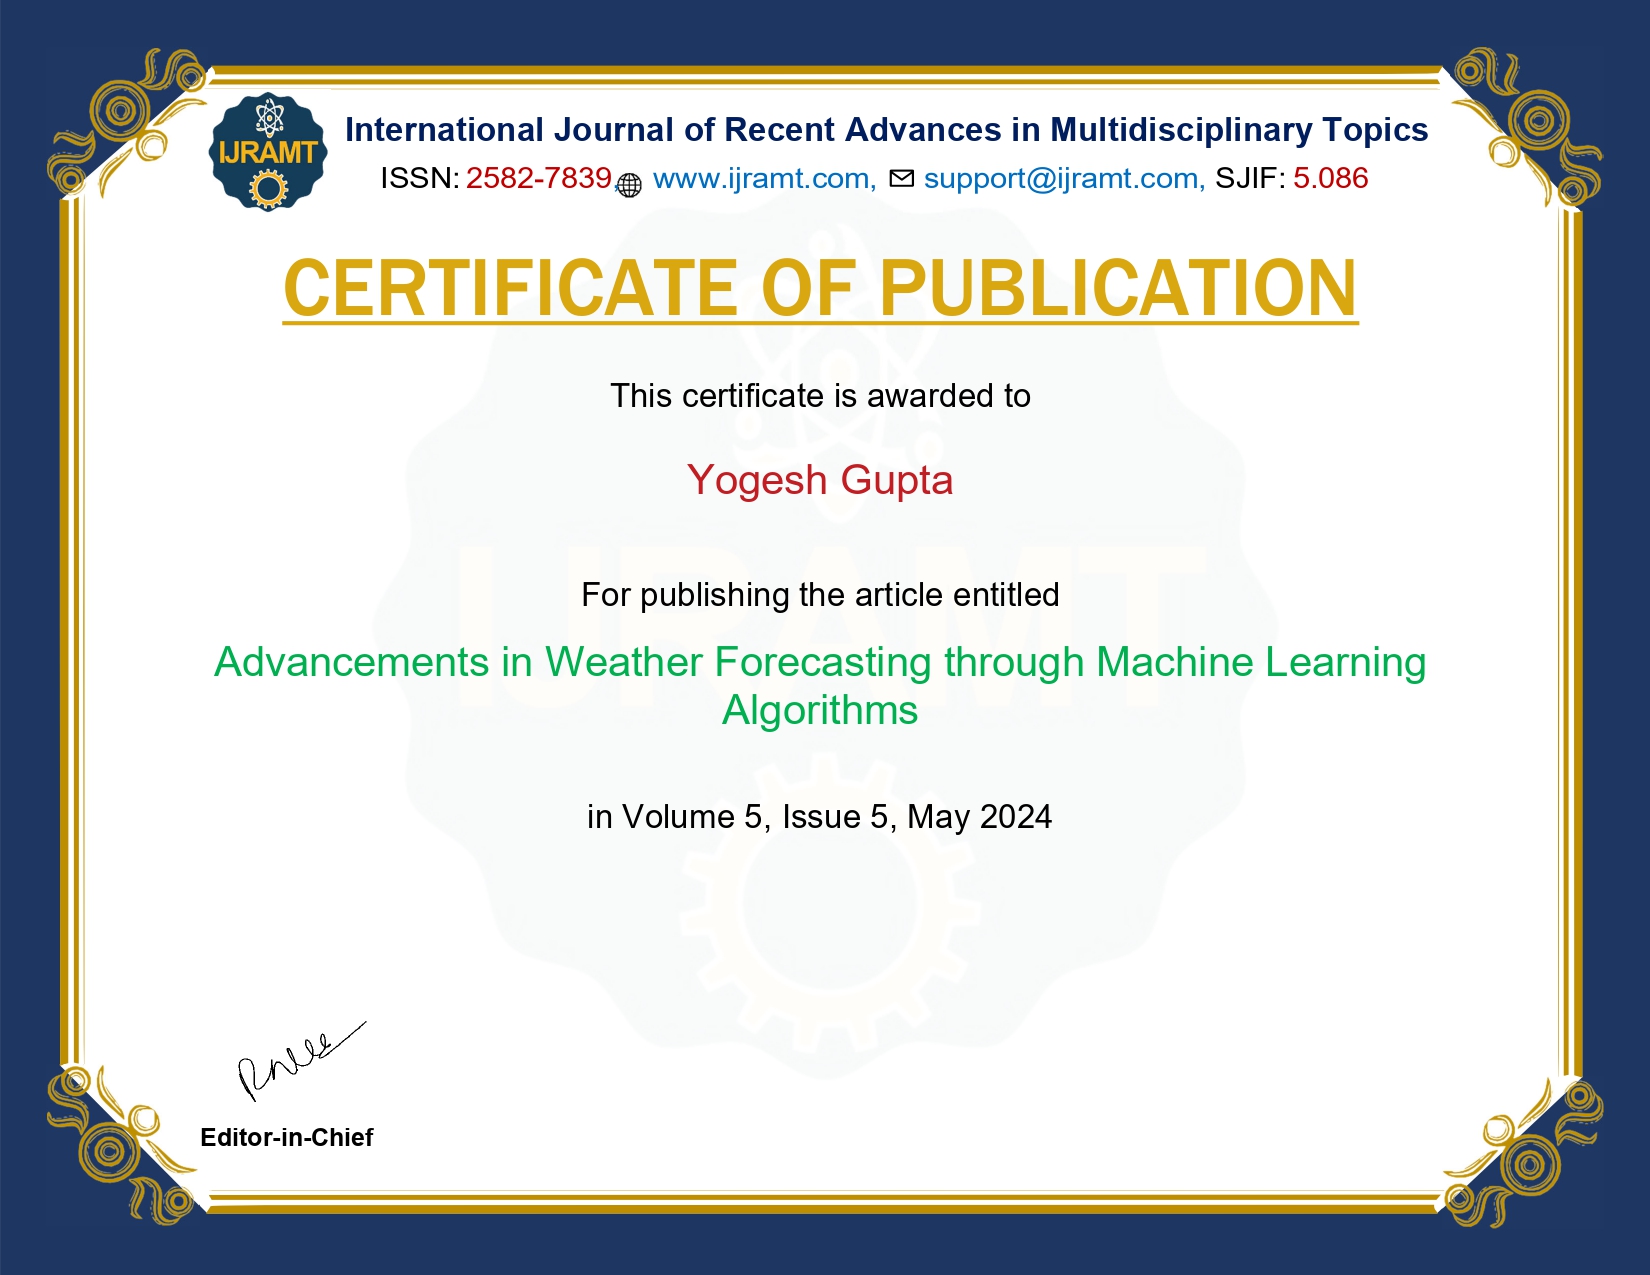 IJRAMT
International Journal of Recent Advances in Multidisciplinary Topics
ISSN: 2582-7839, www.ijramt.com, support@ijramt.com, SJIF: 5.086
CERTIFICATE OF PUBLICATION
This certificate is awarded to
Yogesh Gupta
For publishing the article entitled
IJRAMT
Advancements in Weather Forecasting through Machine Learning
Algorithms
in Volume 5, Issue 5, May 2024
Editor-in-Chief